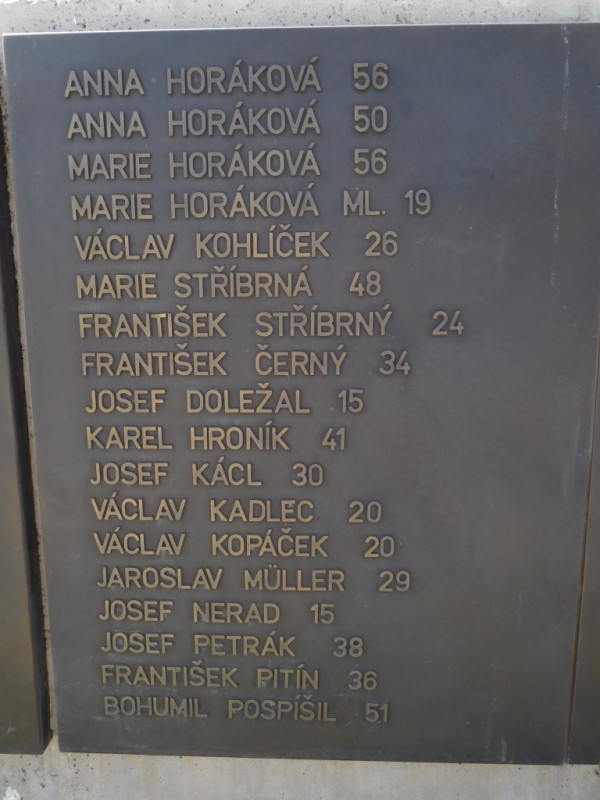 ANNA HORÁKOVÁ 56
ANNA HORÁKOVÁ 50
MARIE HORÁKOVÁ 56
MARIE HORÁKOVÁ ML. 19
VÁCLAV KOHLÍČEK 26
MARIE STŘÍBRNÁ 48
FRANTIŠEK STŘÍBRNÝ 24
FRANTIŠEK ČERNÝ 34
JOSEF DOLEŽAL 15
KAREL HRONÍK 41
JOSEF KÁCL 30
VÁCLAV KADLEC 20
VÁCLAV KOPÁČEK 20
JAROSLAV MÜLLER 29
JOSEF NERAD 15
JOSEF PETRÁK 38
FRANTIŠEK PITÍN 36
BOHUMIL POSPÍŠIL 51